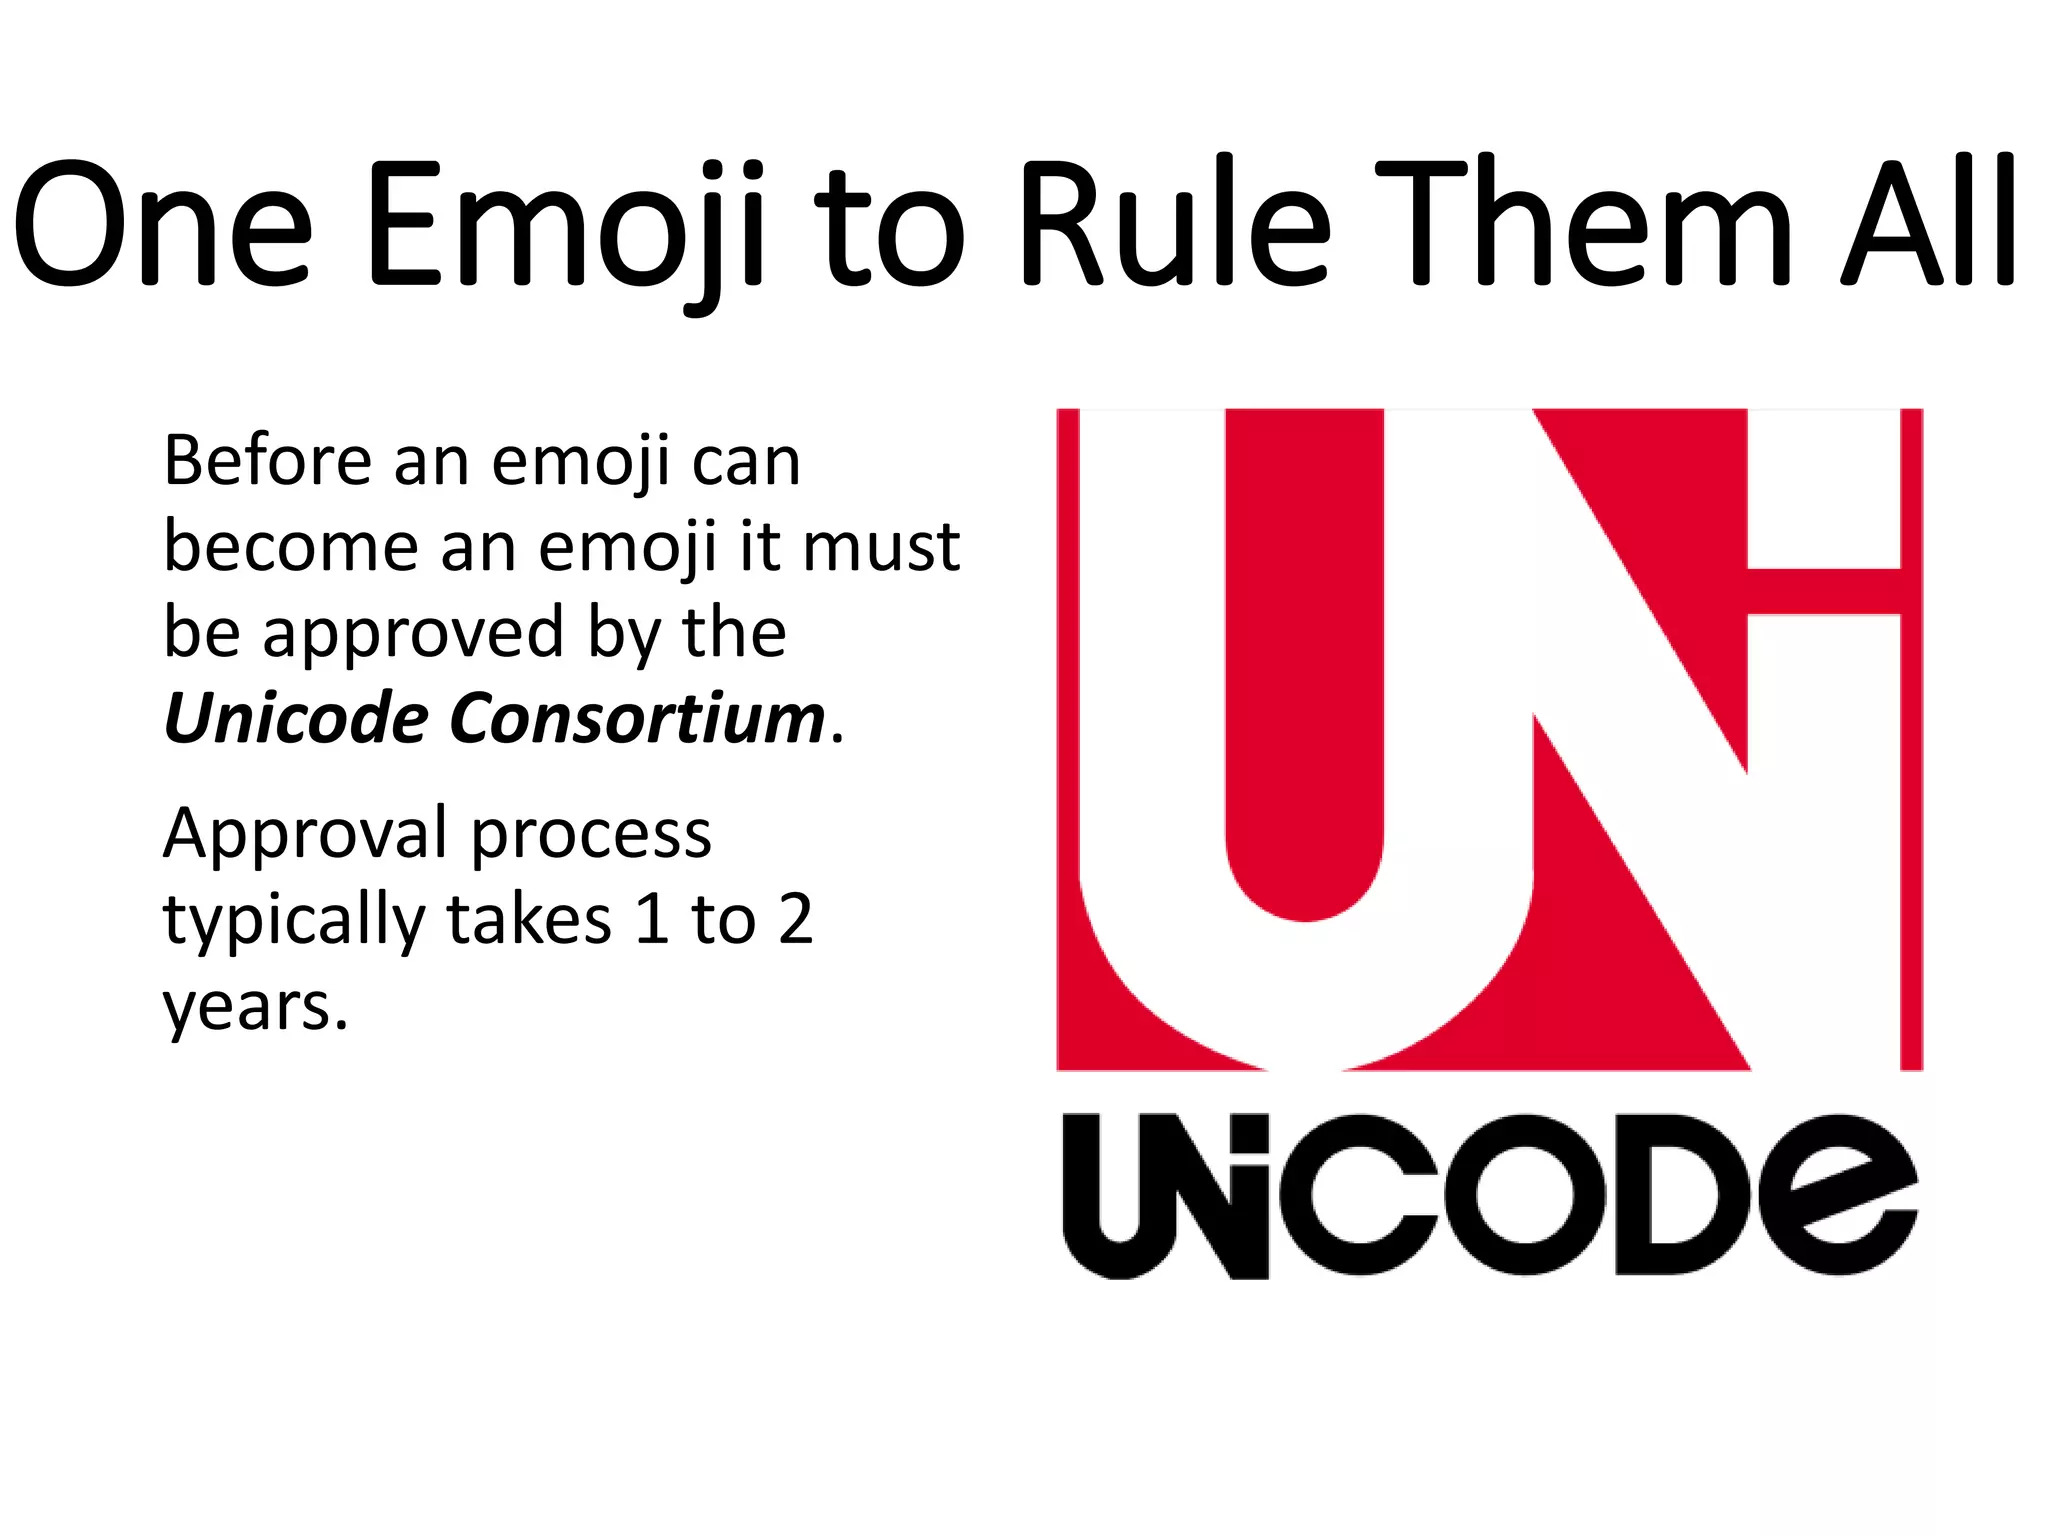 One Emoji to Rule Them All
Before an emoji can
become an emoji it must
be approved by the
Unicode Consortium.
Approval process
typically takes 1 to 2
years.
UNi
UNiCODe